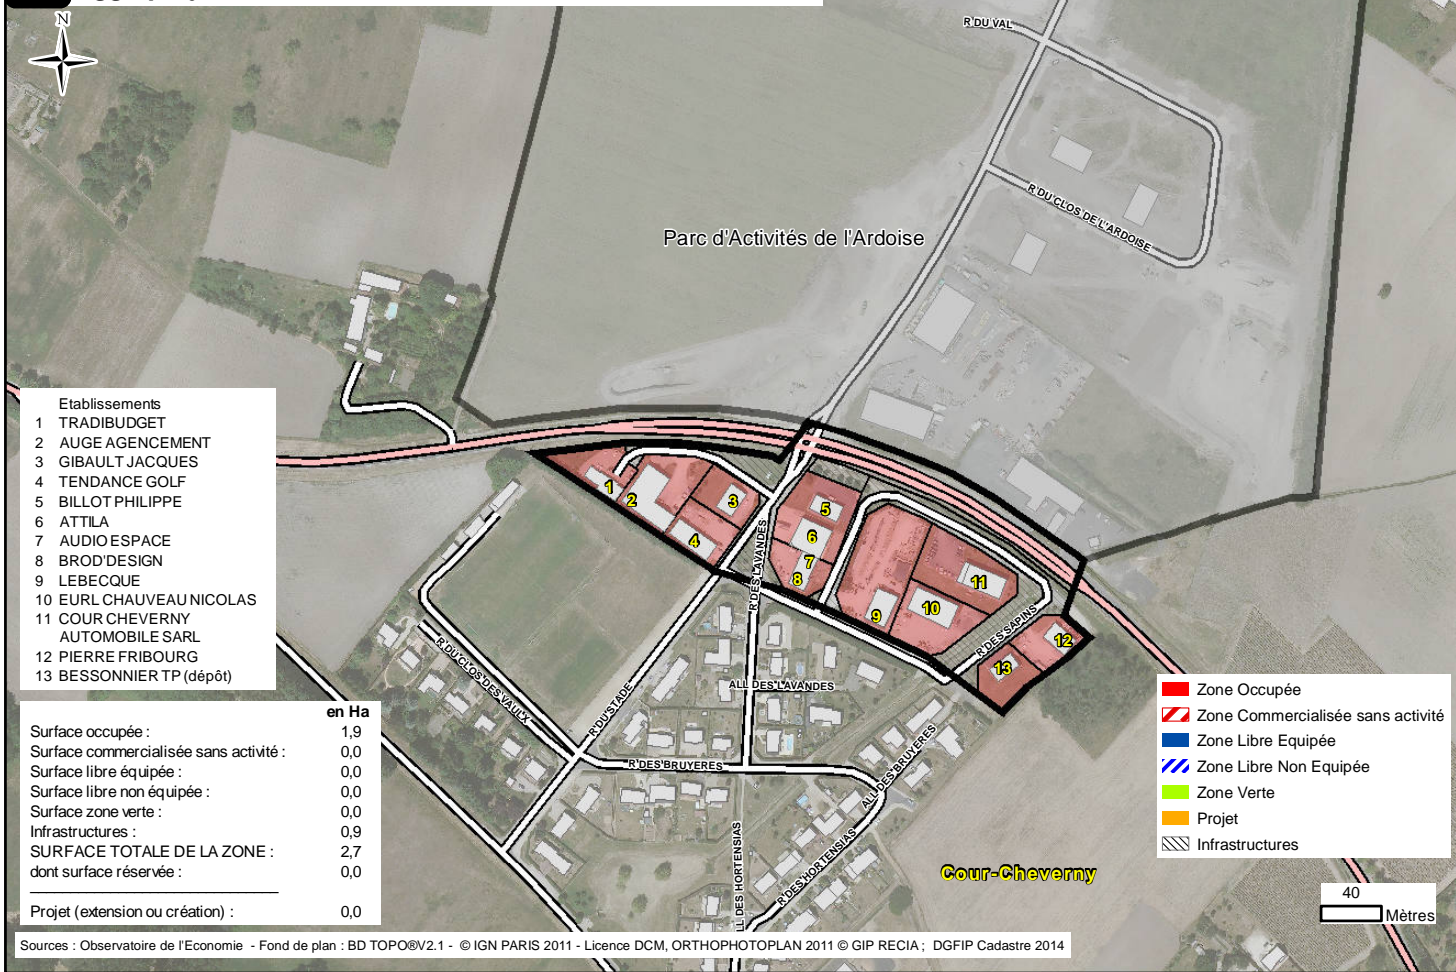 N
R DU VAL
R DU CLOS DE L'ARDOISE
Parc d'Activités de l'Ardoise
Etablissements
1 TRADIBUDGET
2 AUGE AGENCEMENT
3 GIBAULT JACQUES
4 TENDANCE GOLF
5 BILLOT PHILIPPE
6 ATTILA
7 AUDIO ESPACE
8 BROD'DESIGN
9 LEBECQUE
10 EURL CHAUVEAU NICOLAS
11 COUR CHEVERNY
AUTOMOBILE SARL
12 PIERRE FRIBOURG
13 BESSONNIER TP (dépôt)
1
2
3
4
5
6
7
8
9
10
11
12
13
R DES LAVANDES
R DES SAPINS
R DU CLOS DES VAULX
R DU STADE
ALL DES LAVANDES
R DES BRUYERES
ALL DES BRUYERES
R DES HORTENSIAS
LL DES HORTENSIAS
Cour-Cheverny
en Ha
Surface occupée : 1,9
Surface commercialisée sans activité : 0,0
Surface libre équipée : 0,0
Surface libre non équipée : 0,0
Surface zone verte : 0,0
Infrastructures : 0,9
SURFACE TOTALE DE LA ZONE : 2,7
dont surface réservée : 0,0
Projet (extension ou création) : 0,0
Zone Occupée
Zone Commercialisée sans activité
Zone Libre Equipée
Zone Libre Non Equipée
Zone Verte
Projet
Infrastructures
40
Mètres
Sources : Observatoire de l'Economie - Fond de plan : BD TOPO®V2.1 - © IGN PARIS 2011 - Licence DCM, ORTHOPHOTOPLAN 2011 © GIP RECIA ; DGFIP Cadastre 2014